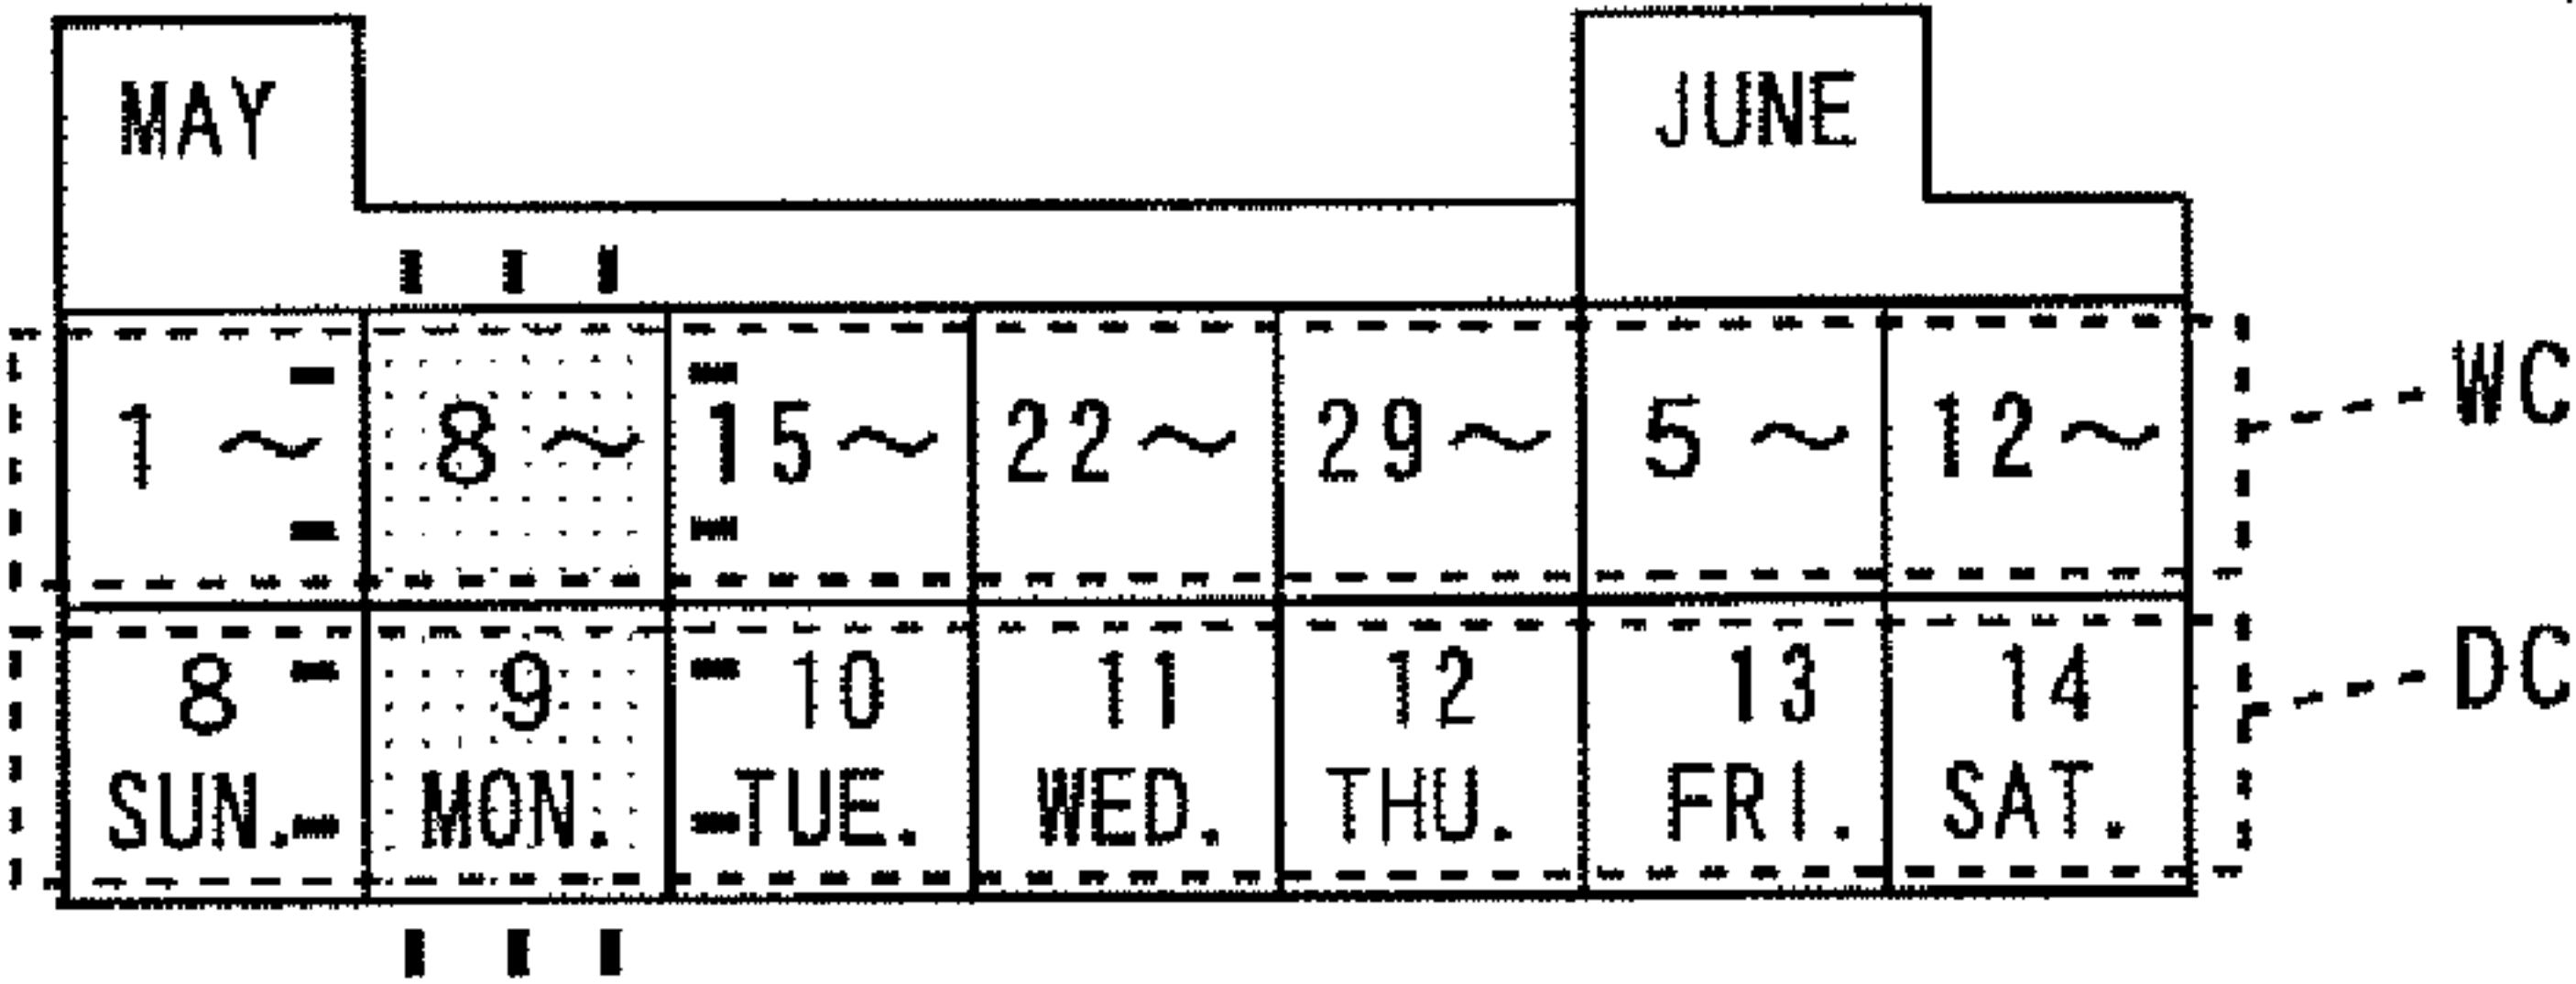 MAY JUNE
1～ 8～ 15～ 22～ 29～ 5～ 12～ WC
8 9 10 11 12 13 14 DC
SUN. MON. TUE. WED. THU. FRI. SAT.